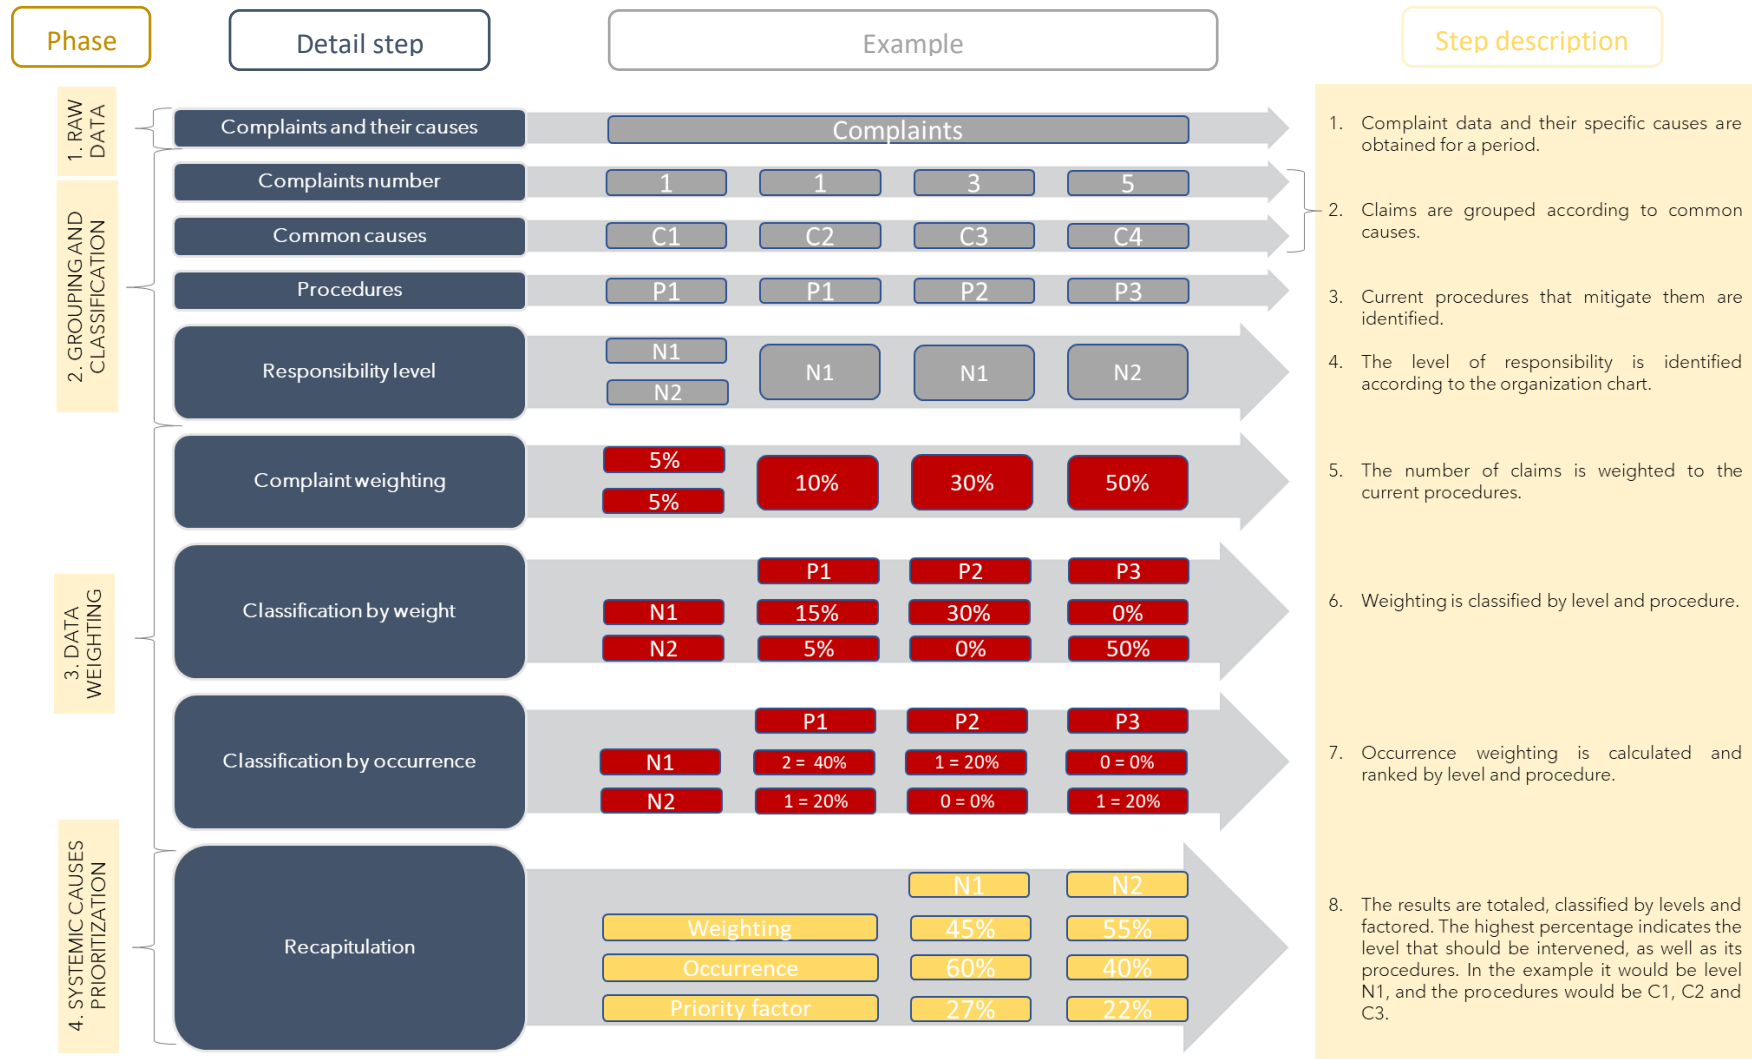 Phase
Detail step
Example
Step description
1. RAW
DATA
Complaints and their causes
Complaints
1. Complaint data and their specific causes are
obtained for a period.
2. GROUPING AND
CLASSIFICATION
Complaints number
1 1 3 5
Common causes
C1 C2 C3 C4
2. Claims are grouped according to common
causes.
Procedures
P1 P1 P2 P3
3. Current procedures that mitigate them are
identified.
Responsibility level
N1
N2
N1 N1 N2
4. The level of responsibility is identified
according to the organization chart.
3. DATA
WEIGHTING
Complaint weighting
5%
5%
10% 30% 50%
5. The number of claims is weighted to the
current procedures.
Classification by weight
P1 P2 P3
N1 15% 30% 0%
N2 5% 0% 50%
6. Weighting is classified by level and procedure.
Classification by occurrence
P1 P2 P3
N1 2 = 40% 1 = 20% 0 = 0%
N2 1 = 20% 0 = 0% 1 = 20%
7. Occurrence weighting is calculated and
ranked by level and procedure.
4. SYSTEMIC CAUSES
PRIORITIZATION
Recapitulation
N1 N2
Weighting 45% 55%
Occurrence 60% 40%
Priority factor 27% 22%
8. The results are totaled, classified by levels and
factored. The highest percentage indicates the
level that should be intervened, as well as its
procedures. In the example it would be level
N1, and the procedures would be C1, C2 and
C3.